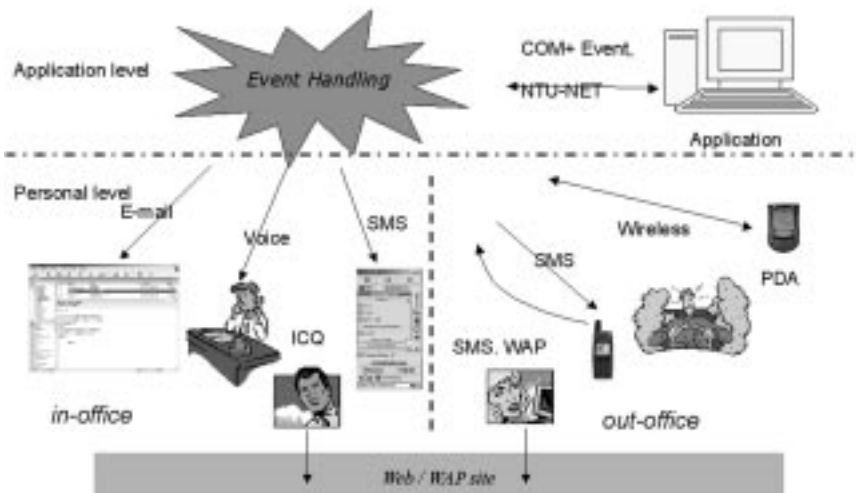 Application level
Event Handling
COM+ Event,
NTU-NET
Application
Personal level
E-mail
Voice
SMS
Wireless
SMS
PDA
ICQ
SMS. WAP
in-office
out-office
Web / WAP site